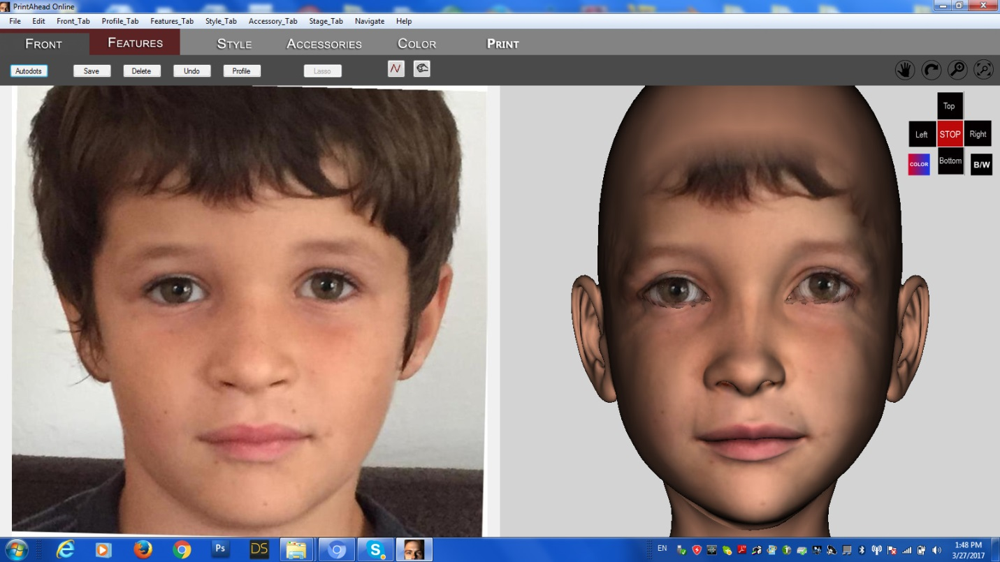 PrintAhead Online
File Edit Front_Tab Profile_Tab Features_Tab Style_Tab Accessory_Tab Stage_Tab Navigate Help
FRONT FEATURES STYLE ACCESSORIES COLOR PRINT
Autodots Save Delete Undo Profile Lasso
Top
Left STOP Right
COLOR Bottom B/W
Ps DS S EN 1:48 PM
3/27/2017